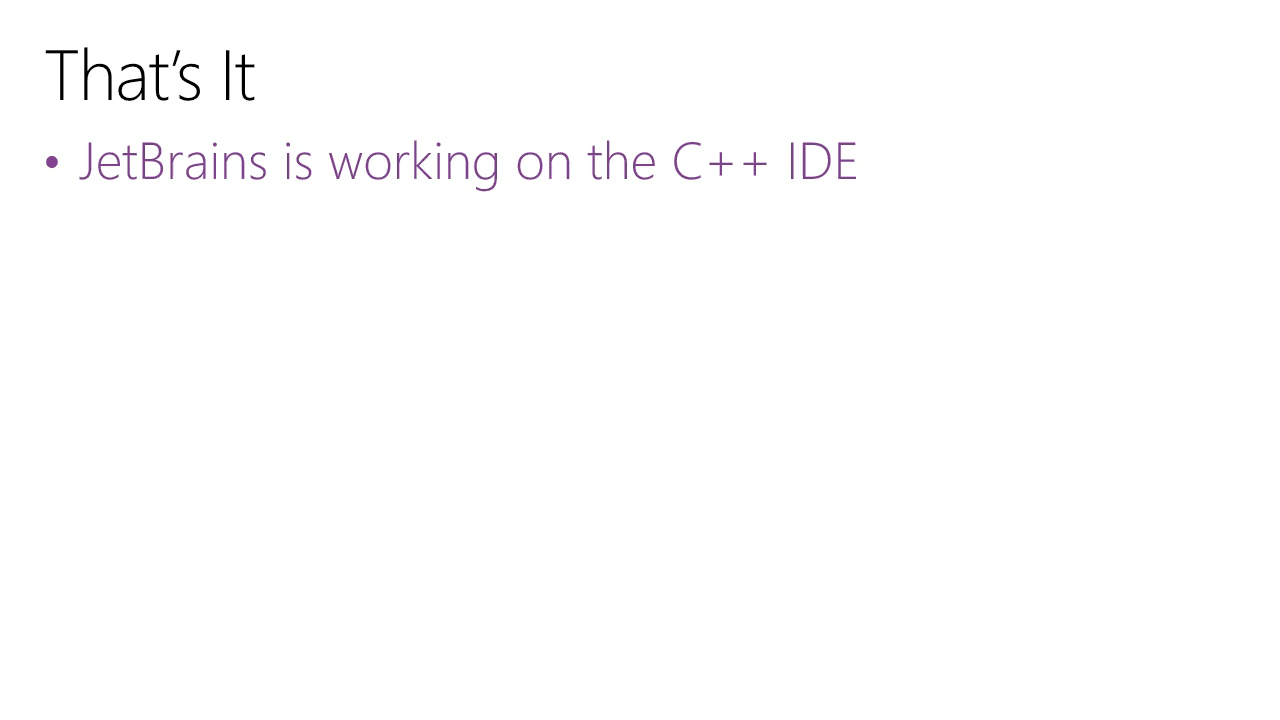 That’s It
• JetBrains is working on the C++ IDE